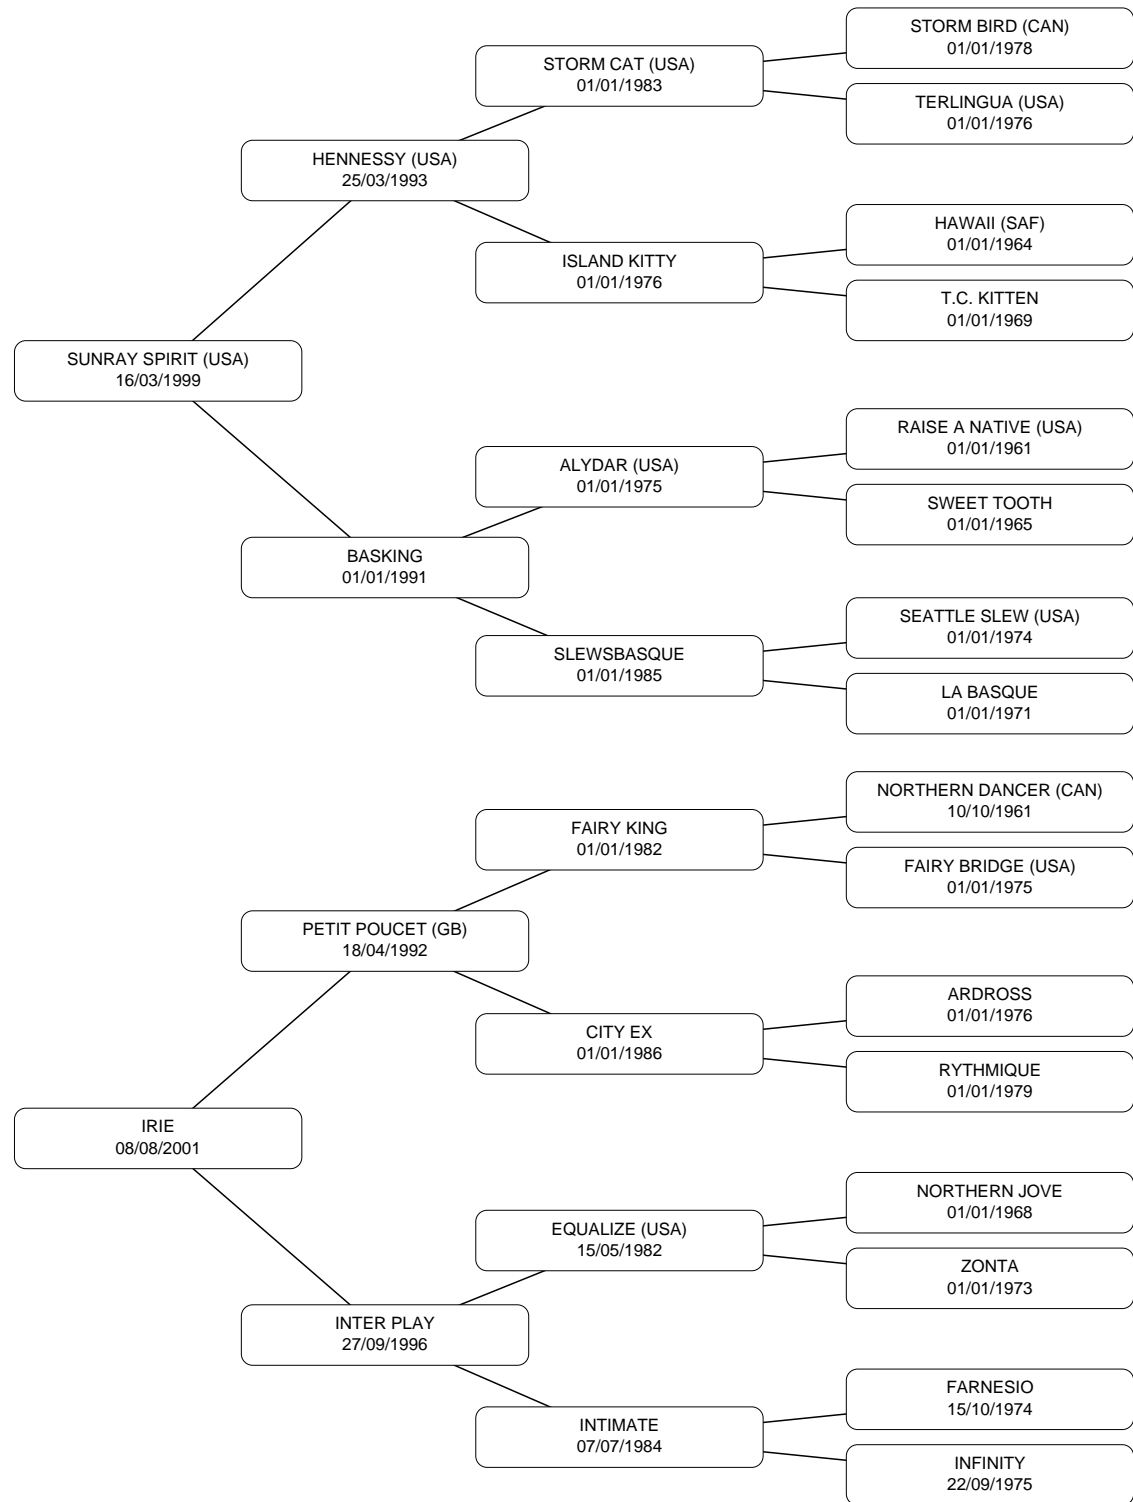 STORM BIRD (CAN)
01/01/1978
STORM CAT (USA)
01/01/1983
TERLINGUA (USA)
01/01/1976
HENNESSY (USA)
25/03/1993
HAWAII (SAF)
01/01/1964
ISLAND KITTY
01/01/1976
T.C. KITTEN
01/01/1969
SUNRAY SPIRIT (USA)
16/03/1999
RAISE A NATIVE (USA)
01/01/1961
ALYDAR (USA)
01/01/1975
SWEET TOOTH
01/01/1965
BASKING
01/01/1991
SEATTLE SLEW (USA)
01/01/1974
SLEWSBASQUE
01/01/1985
LA BASQUE
01/01/1971
NORTHERN DANCER (CAN)
10/10/1961
FAIRY KING
01/01/1982
FAIRY BRIDGE (USA)
01/01/1975
PETIT POUCET (GB)
18/04/1992
ARDROSS
01/01/1976
CITY EX
01/01/1986
RYTHMIQUE
01/01/1979
IRIE
08/08/2001
NORTHERN JOVE
01/01/1968
EQUALIZE (USA)
15/05/1982
ZONTA
01/01/1973
INTER PLAY
27/09/1996
FARNESIO
15/10/1974
INTIMATE
07/07/1984
INFINITY
22/09/1975